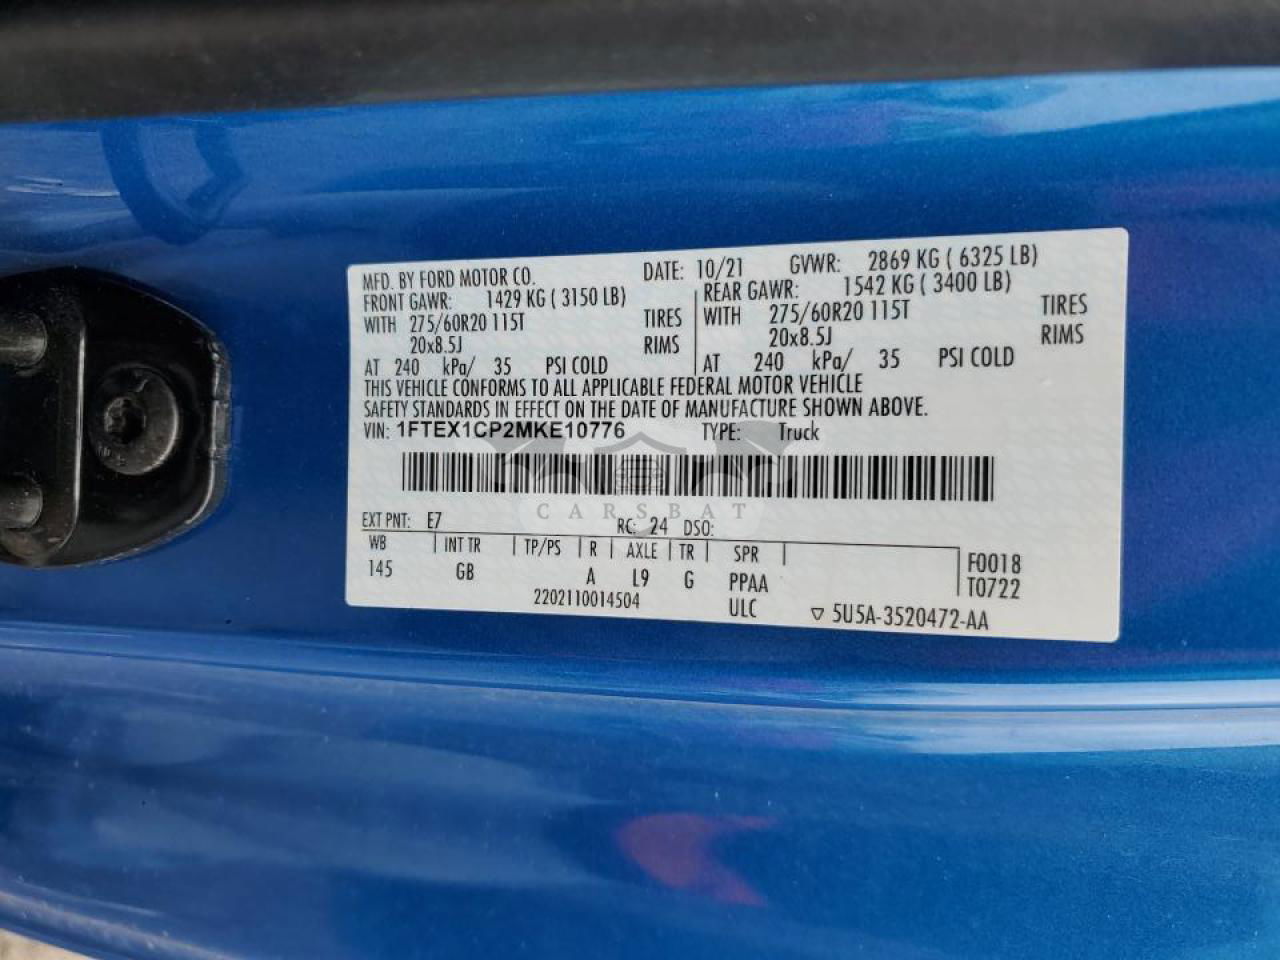 MFD. BY FORD MOTOR CO. DATE: 10/21 GVWR: 2869 KG ( 6325 LB)
FRONT GAWR: 1429 KG ( 3150 LB) REAR GAWR: 1542 KG ( 3400 LB)
WITH 275/60R20 115T TIRES WITH 275/60R20 115T TIRES
20x8.5J RIMS 20x8.5J RIMS
AT 240 kPa/ 35 PSI COLD AT 240 kPa/ 35 PSI COLD
THIS VEHICLE CONFORMS TO ALL APPLICABLE FEDERAL MOTOR VEHICLE
SAFETY STANDARDS IN EFFECT ON THE DATE OF MANUFACTURE SHOWN ABOVE.
VIN: 1FTEX1CP2MKE10776 TYPE: Truck
CARSBAT
EXT PNT: E7 RC: 24 DSO:
WB INT TR TP/PS R AXLE TR SPR F0018
145 GB A L9 G PPAA T0722
2202110014504 ULC ▽ 5U5A-3520472-AA